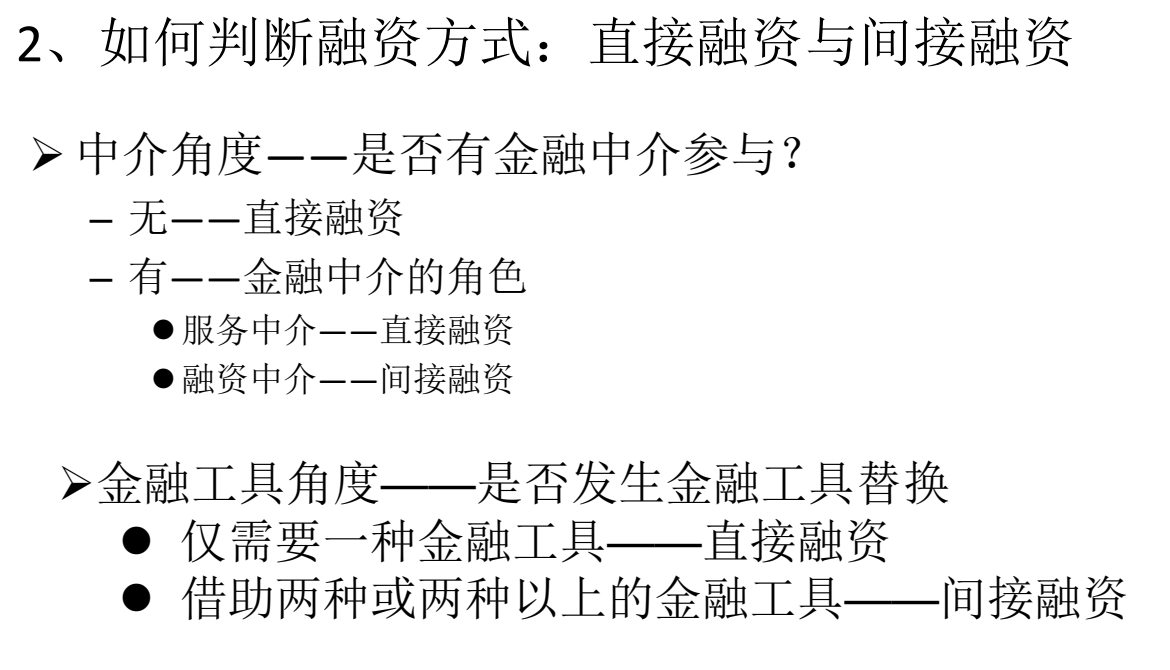 2、如何判断融资方式：直接融资与间接融资
➢ 中介角度——是否有金融中介参与？
– 无——直接融资
– 有——金融中介的角色
● 服务中介——直接融资
● 融资中介——间接融资
➢ 金融工具角度——是否发生金融工具替换
● 仅需要一种金融工具——直接融资
● 借助两种或两种以上的金融工具——间接融资